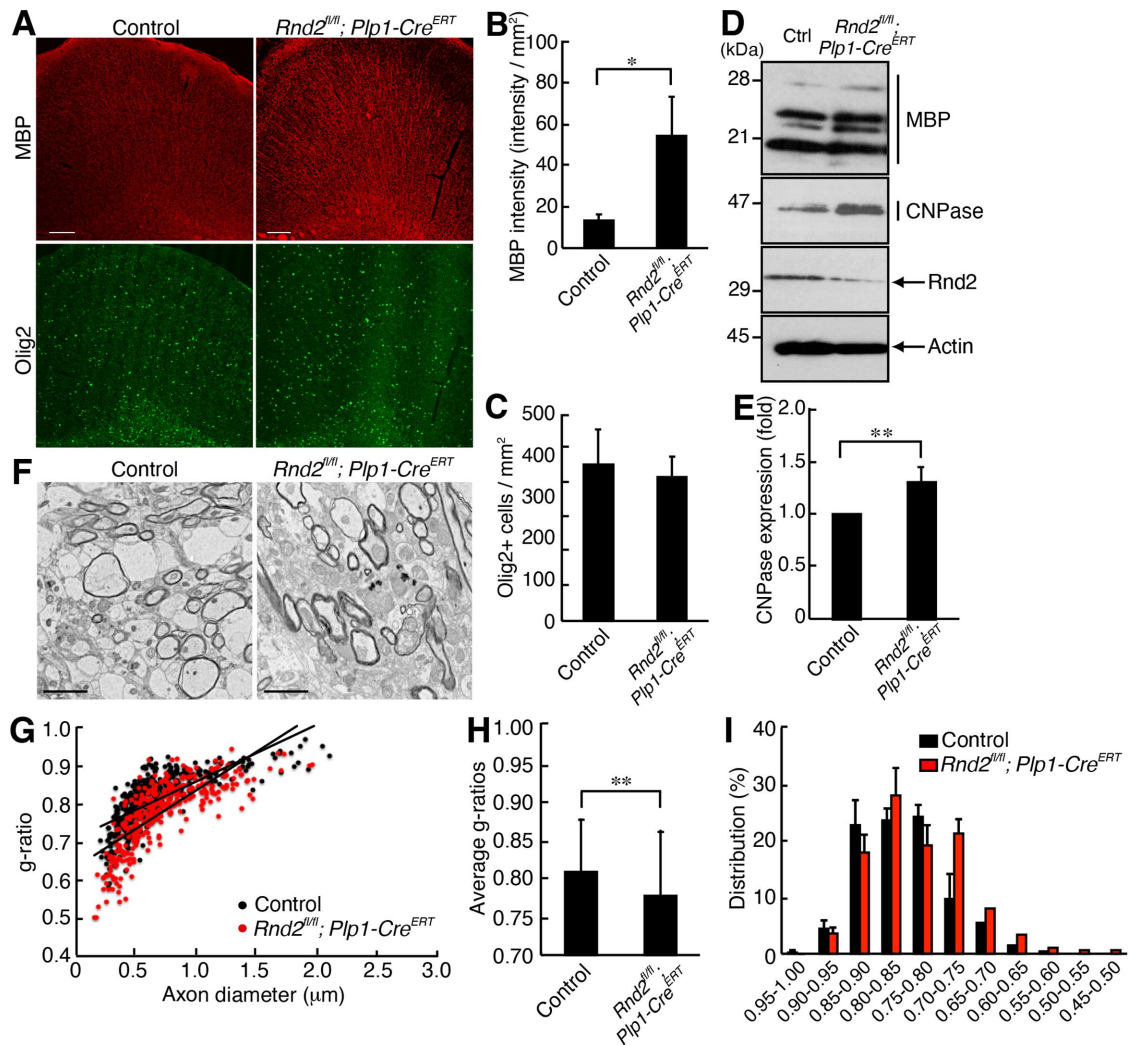 A
Control
Rnd2fl/fl; Plp1-CreERT
MBP
Olig2
B
MBP intensity (intensity / mm2)
100
80
60
40
20
0
*
Control
Rnd2fl/fl;
Plp1-CreERT
C
Olig2+ cells / mm2
500
400
300
200
100
0
Control
Rnd2fl/fl;
Plp1-CreERT
D
(kDa)
Ctrl
Rnd2fl/fl;
Plp1-CreERT
28
21
MBP
47
CNPase
29
Rnd2
45
Actin
E
CNPase expression (fold)
2.0
1.5
1.0
0.5
0
**
Control
Rnd2fl/fl;
Plp1-CreERT
F
Control
Rnd2fl/fl; Plp1-CreERT
G
g-ratio
1.0
0.9
0.8
0.7
0.6
0.5
0.4
Control
Rnd2fl/fl; Plp1-CreERT
0 0.5 1.0 1.5 2.0 2.5 3.0
Axon diameter (μm)
H
Average g-ratios
1.00
0.95
0.90
0.85
0.80
0.75
0.70
**
Control
Rnd2fl/fl;
Plp1-CreERT
I
Distribution (%)
40
30
20
10
0
Control
Rnd2fl/fl; Plp1-CreERT
0.95-1.00
0.90-0.95
0.85-0.90
0.80-0.85
0.75-0.80
0.70-0.75
0.65-0.70
0.60-0.65
0.55-0.60
0.50-0.55
0.45-0.50